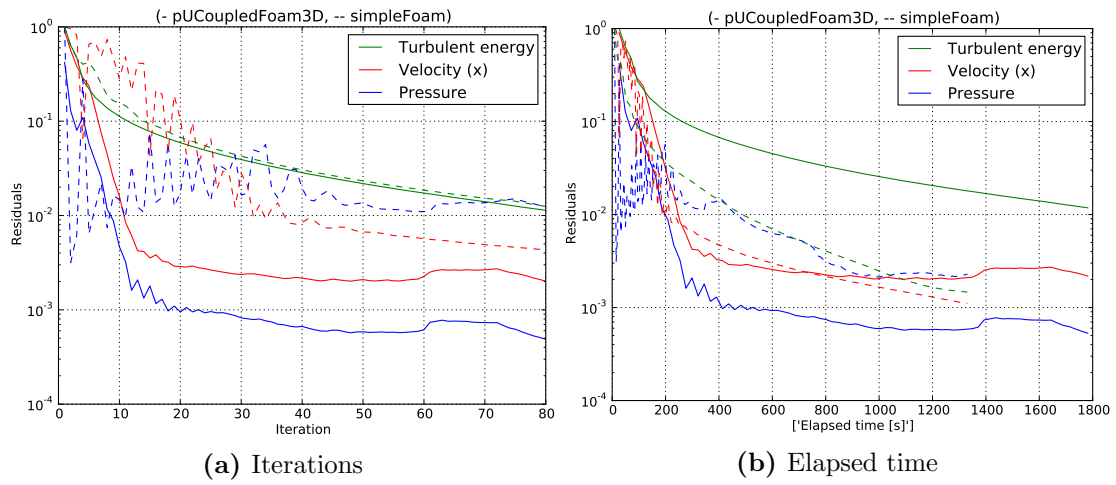 (- pUCoupledFoam3D, -- simpleFoam)
10^0
10^-1
10^-2
10^-3
10^-4
Residuals
Turbulent energy
Velocity (x)
Pressure
0 10 20 30 40 50 60 70 80
Iteration
(a) Iterations
(- pUCoupledFoam3D, -- simpleFoam)
10^0
10^-1
10^-2
10^-3
10^-4
Residuals
Turbulent energy
Velocity (x)
Pressure
0 200 400 600 800 1000 1200 1400 1600 1800
['Elapsed time [s]']
(b) Elapsed time